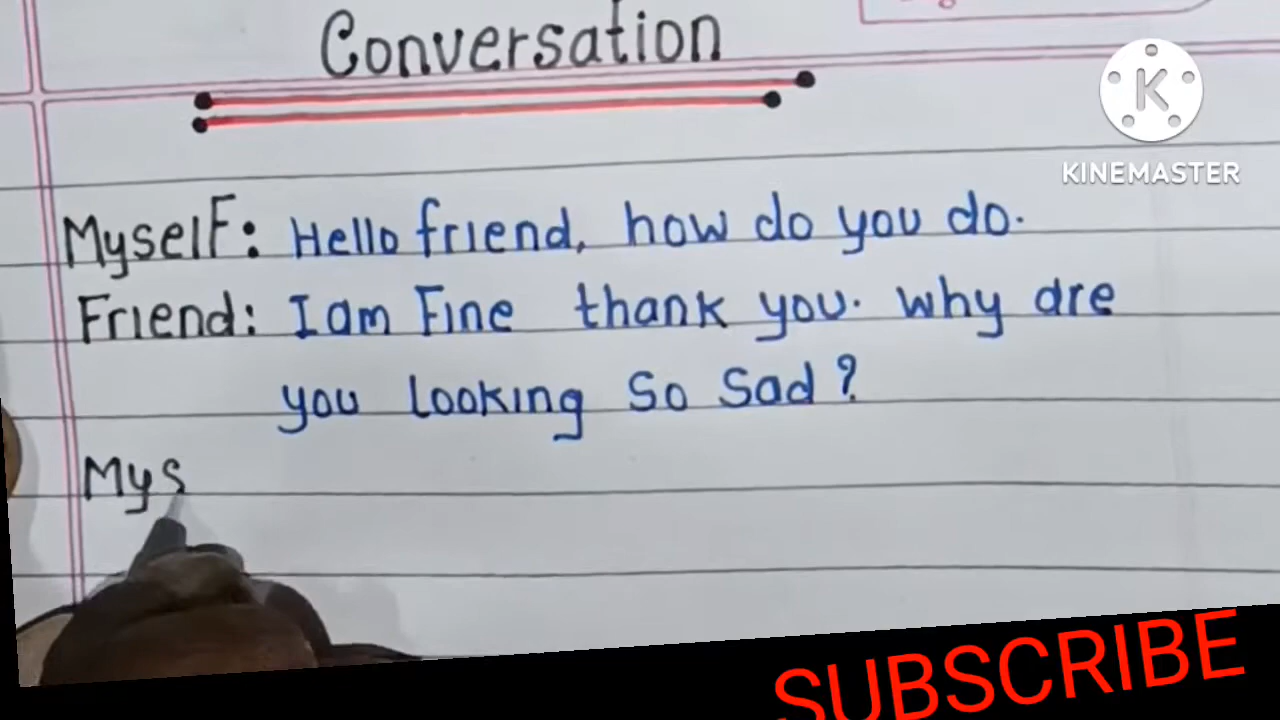 Conversation
KINEMASTER
Myself: Hello friend, how do you do.
Friend: I am Fine thank you. why are
you Looking So Sad?
Mys
SUBSCRIBE